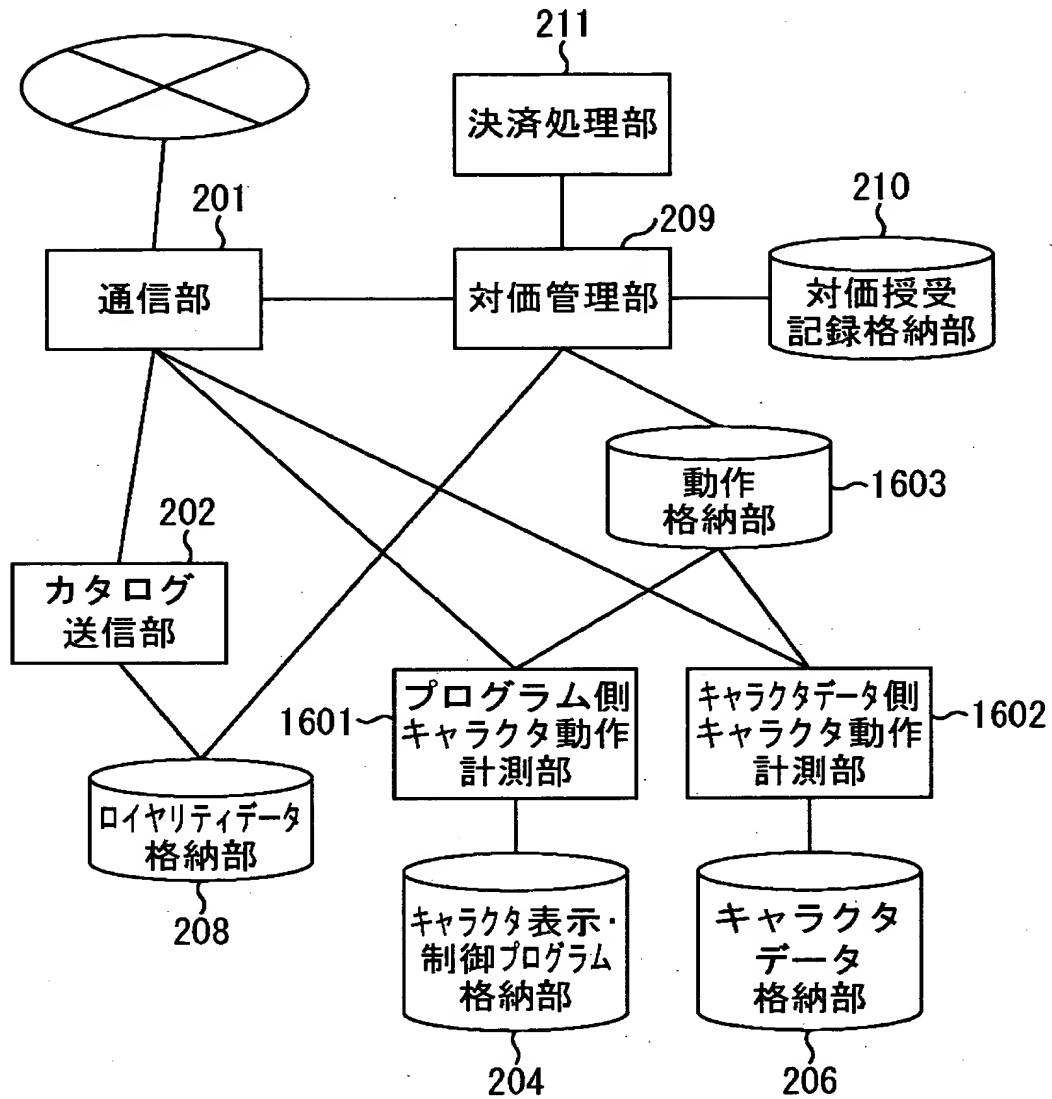 211
決済処理部
201
通信部
209
対価管理部
210
対価授受
記録格納部
動作
格納部
1603
202
カタログ
送信部
1601
プログラム側
キャラクタ動作
計測部
キャラクタデータ側
キャラクタ動作
計測部
1602
ロイヤリティデータ
格納部
208
キャラクタ表示・
制御プログラム
格納部
204
キャラクタ
データ
格納部
206